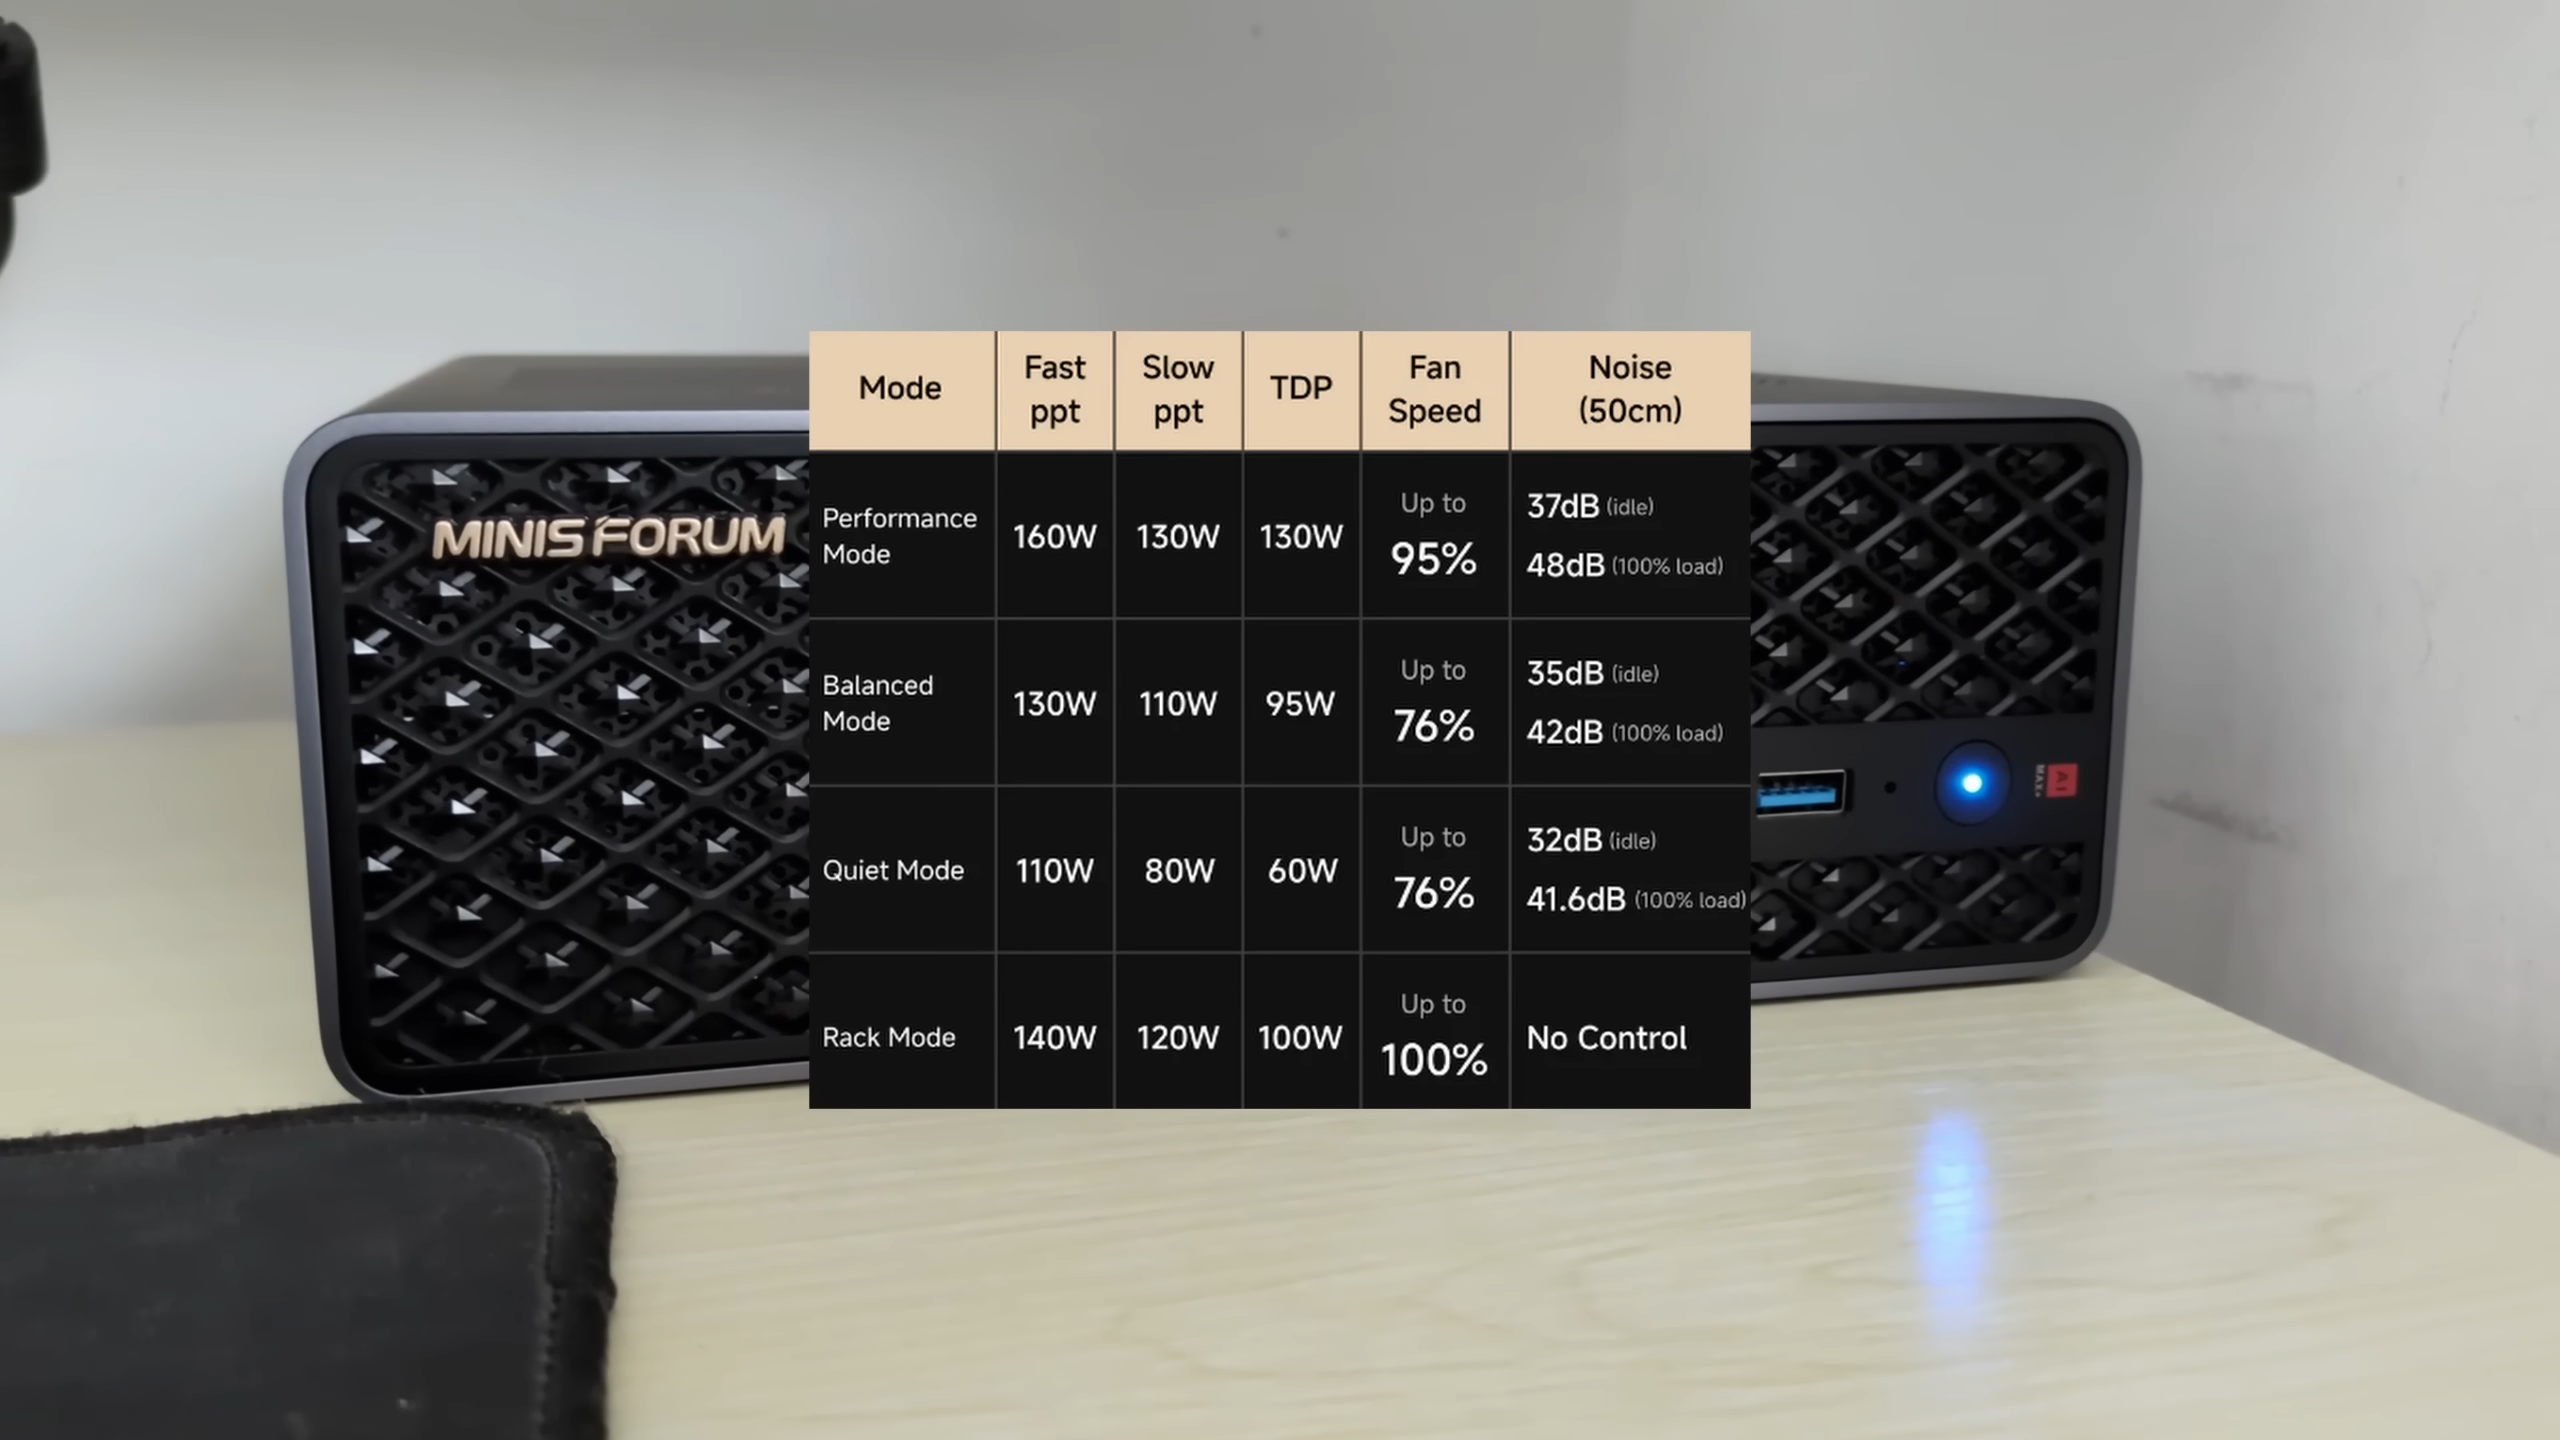 MINISFORUM
Mode
Fast
ppt
Slow
ppt
TDP
Fan
Speed
Noise
(50cm)
Performance
Mode
160W
130W
130W
Up to
95%
37dB (idle)
48dB (100% load)
Balanced
Mode
130W
110W
95W
Up to
76%
35dB (idle)
42dB (100% load)
Quiet Mode
110W
80W
60W
Up to
76%
32dB (idle)
41.6dB (100% load)
Rack Mode
140W
120W
100W
Up to
100%
No Control
AI
MAX+